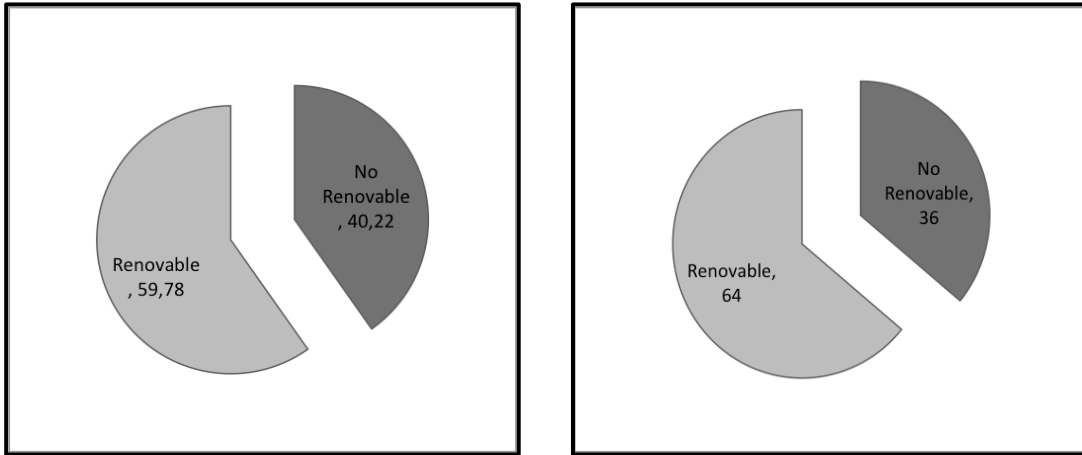 No
Renovable
, 40,22
Renovable
, 59,78
No
Renovable,
36
Renovable,
64